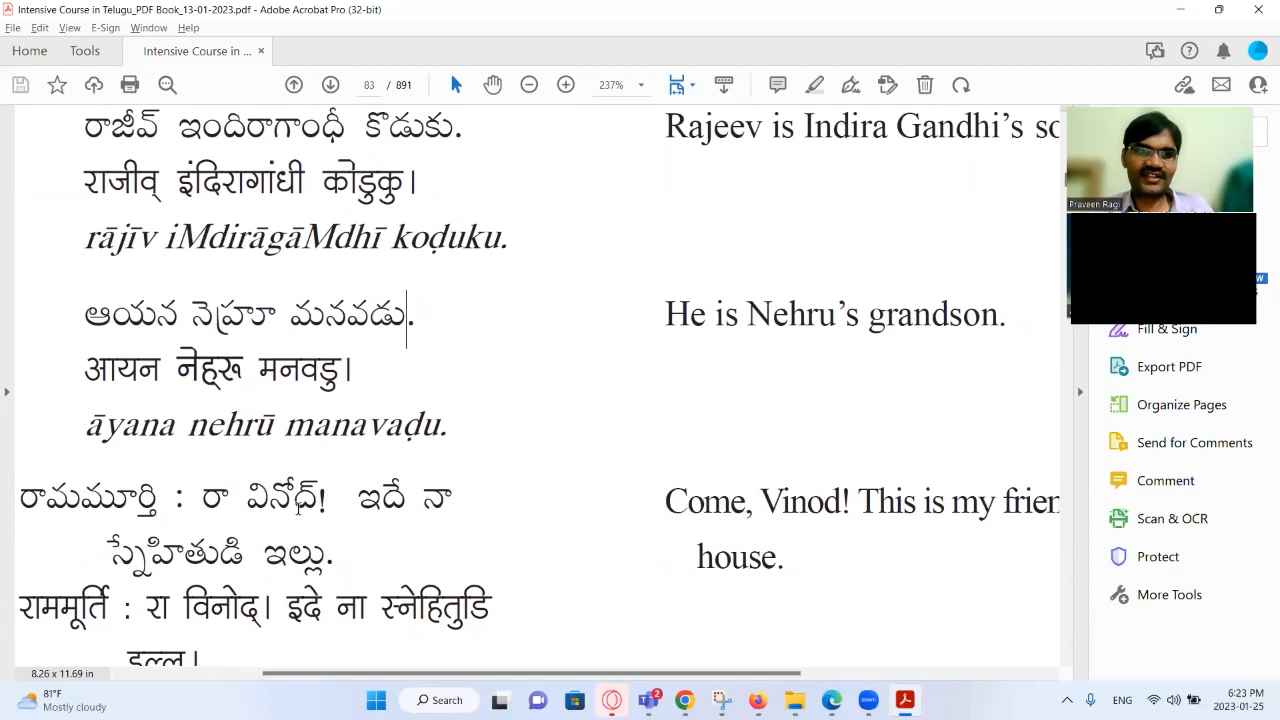 Intensive Course in Telugu_PDF Book_13-01-2023.pdf - Adobe Acrobat Pro (32-bit)
File Edit View E-Sign Window Help
Home Tools Intensive Course in ... ×
83 / 891 237%
రాజీవ్ ఇందిరాగాంధీ కొడుకు. Rajeev is Indira Gandhi's so
राजीव् इंदिरागांधी कोडुकु।
rājīv iMdirāgāMdhī koḍuku.
Praveen Ragi
ఆయన నెహ్రూ మనవడు. He is Nehru's grandson.
आयन नेह्रू मनवडु।
āyana nehrū manavaḍu.
రామమూర్తి : రా వినోద్! ఇదే నా Come, Vinod! This is my frien
స్నేహితుడి ఇల్లు. house.
राममूर्ति : रा विनोद्। इदे ना स्नेहितुडि
इल्लु।
Fill & Sign
Export PDF
Organize Pages
Send for Comments
Comment
Scan & OCR
Protect
More Tools
8.26 x 11.69 in
81°F
Mostly cloudy
Search
2
zoom
ENG
6:23 PM
2023-01-25